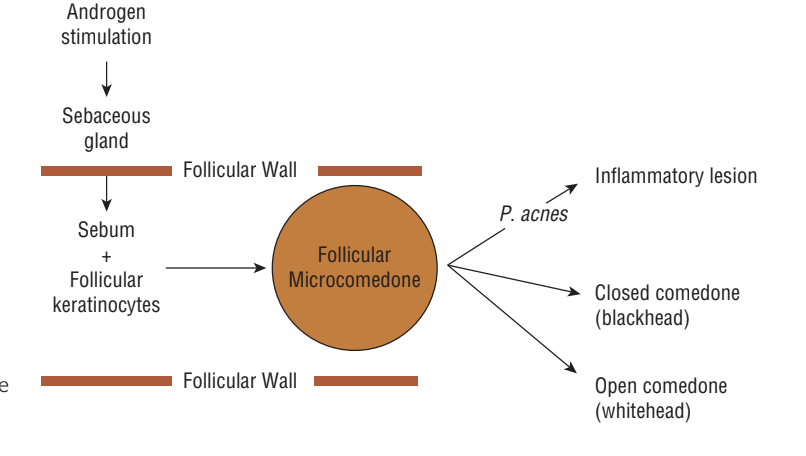 Androgen
stimulation
Sebaceous
gland
Follicular Wall
Sebum
+
Follicular
keratinocytes
Follicular
Microcomedone
P. acnes
Inflammatory lesion
Closed comedone
(blackhead)
Open comedone
(whitehead)
Follicular Wall
e